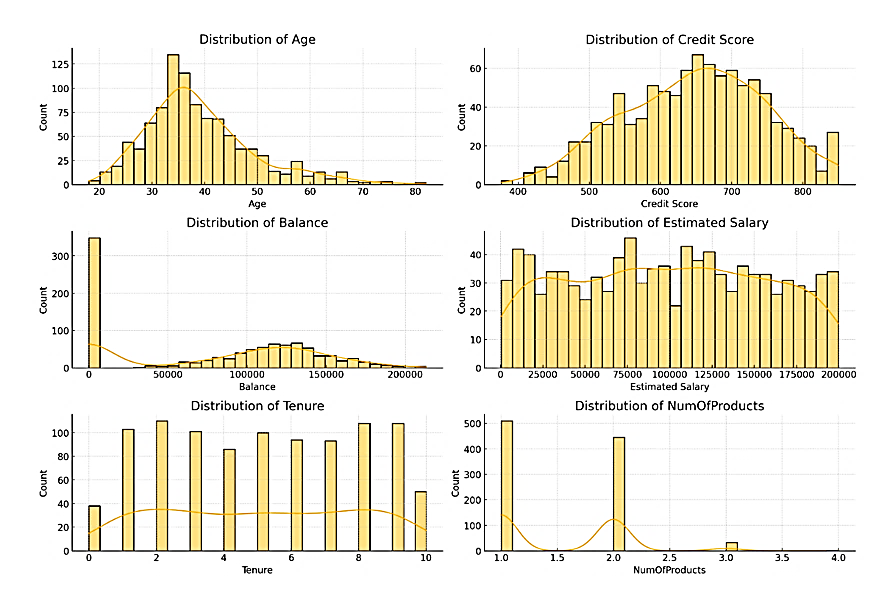 Distribution of Age
Count
0
25
50
75
100
125
20 30 40 50 60 70 80
Age
Distribution of Credit Score
Count
0
20
40
60
400 500 600 700 800
Credit Score
Distribution of Balance
Count
0
100
200
300
0 50000 100000 150000 200000
Balance
Distribution of Estimated Salary
Count
0
10
20
30
40
0 25000 50000 75000 100000 125000 150000 175000 200000
Estimated Salary
Distribution of Tenure
Count
0
20
40
60
80
100
0 2 4 6 8 10
Tenure
Distribution of NumOfProducts
Count
0
100
200
300
400
500
1.0 1.5 2.0 2.5 3.0 3.5 4.0
NumOfProducts